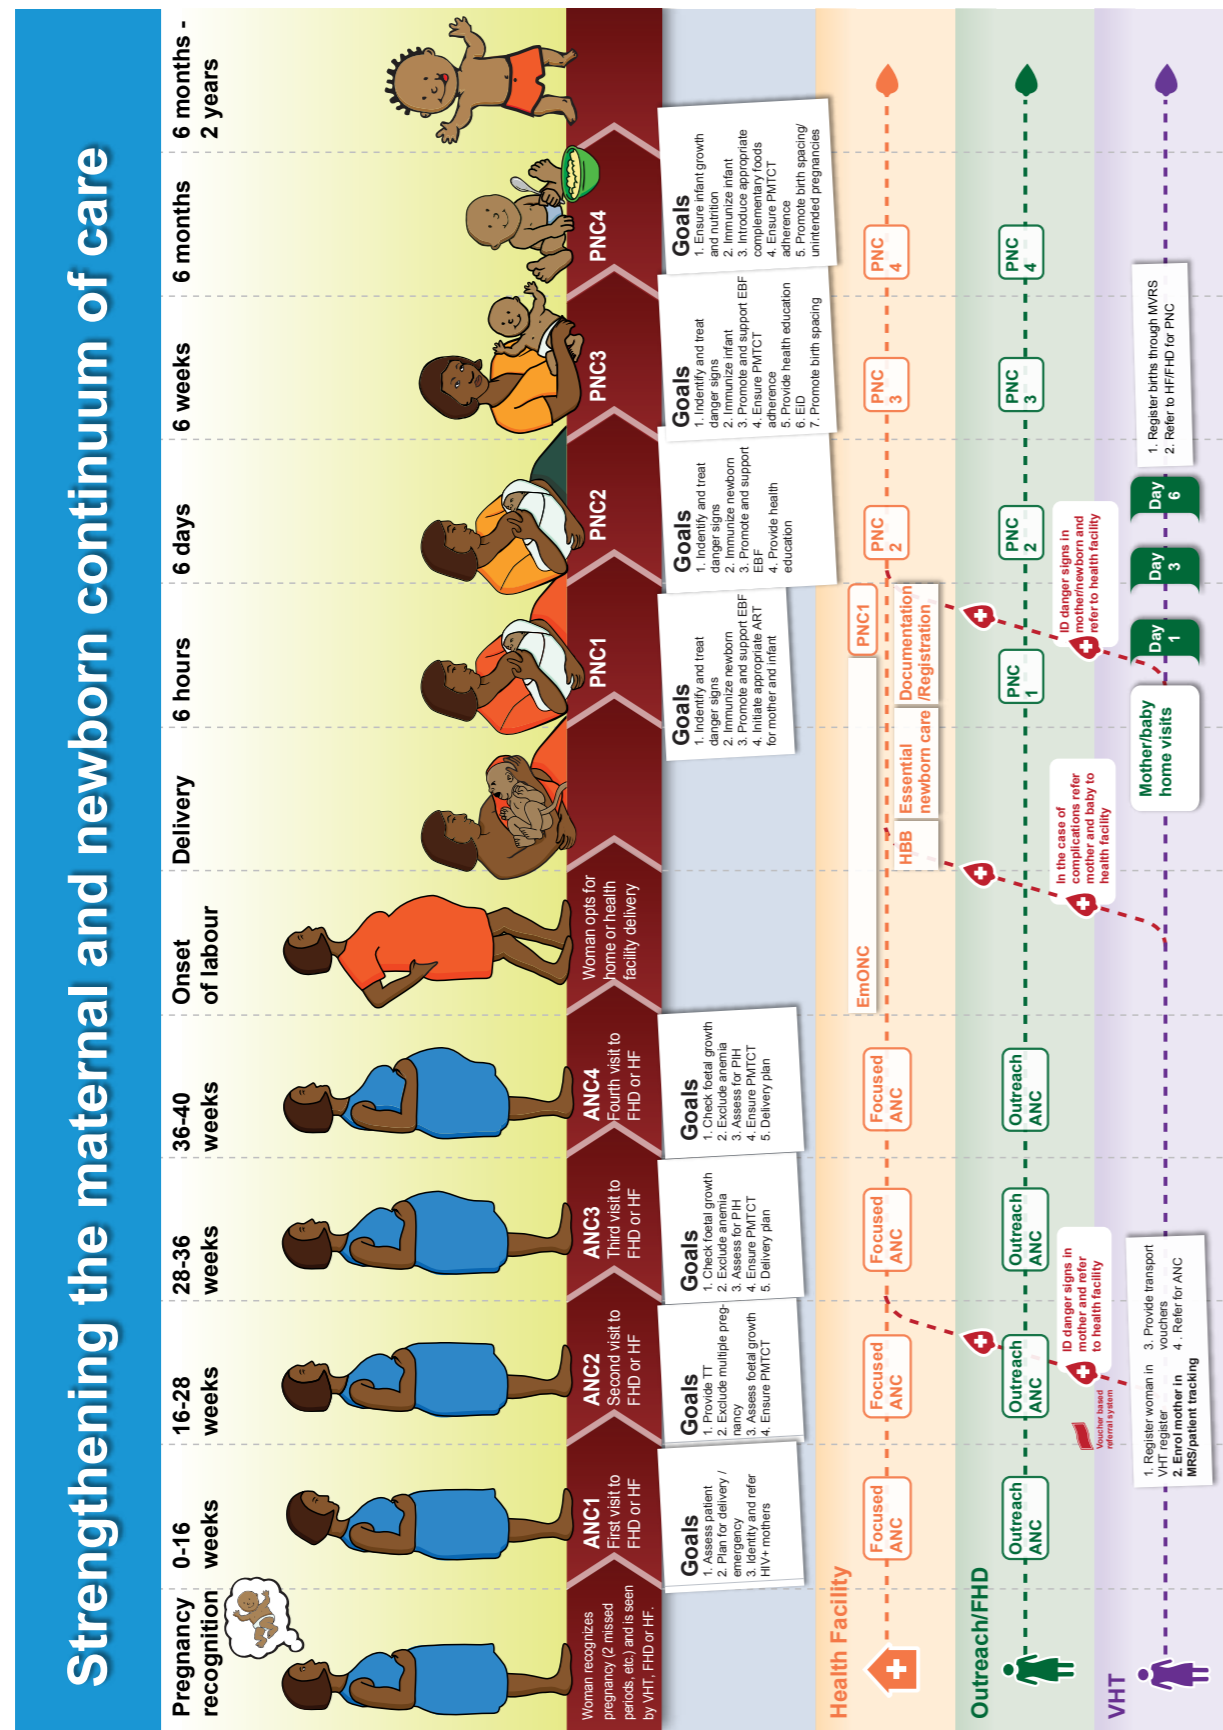 Strengthening the maternal and newborn continuum of care
Pregnancy
recognition
0-16
weeks
16-28
weeks
28-36
weeks
36-40
weeks
Onset
of labour
Delivery
6 hours
6 days
6 weeks
6 months
6 months -
2 years
Woman recognizes
pregnancy (2 missed
periods, etc.) and is seen
by VHT, FHD or HF.
ANC1
First visit to
FHD or HF
ANC2
Second visit to
FHD or HF
ANC3
Third visit to
FHD or HF
ANC4
Fourth visit to
FHD or HF
Woman opts for
home or health
facility delivery
PNC1
PNC2
PNC3
PNC4
Goals
1. Assess patient
2. Plan for delivery /
emergency
3. Identity and refer
HIV+ mothers
Goals
1. Provide TT
2. Exclude multiple preg-
nancy
3. Assess foetal growth
4. Ensure PMTCT
Goals
1. Check foetal growth
2. Exclude anemia
3. Assess for PIH
4. Ensure PMTCT
5. Delivery plan
Goals
1. Check foetal growth
2. Exclude anemia
3. Assess for PIH
4. Ensure PMTCT
5. Delivery plan
Goals
1. Indentify and treat
danger signs
2. Immunize newborn
3. Promote and support EBF
4. Initiate appropriate ART
for mother and infant
Goals
1. Indentify and treat
danger signs
2. Immunize newborn
3. Promote and support
EBF
4. Provide health
education
Goals
1. Indentify and treat
danger signs
2. Immunize infant
3. Promote and support EBF
4. Ensure PMTCT
adherence
5. Provide health education
6. EID
7. Promote birth spacing
Goals
1. Ensure infant growth
and nutrition
2. Immunize infant
3. Introduce appropriate
complementary foods
4. Ensure PMTCT
adherence
5. Promote birth spacing/
unintended pregnancies
Health Facility
Focused
ANC
Focused
ANC
Focused
ANC
Focused
ANC
EmONC
HBB
Essential
newborn care
Documentation
/Registration
PNC1
PNC
2
PNC
3
PNC
4
Outreach/FHD
Outreach
ANC
Outreach
ANC
Outreach
ANC
Outreach
ANC
PNC
1
PNC
2
PNC
3
PNC
4
Voucher based
referral system
ID danger signs in
mother and refer
to health facility
In the case of
complications refer
mother and baby to
health facility
ID danger signs in
mother/newborn and
refer to health facility
VHT
1. Register woman in
VHT register
2. Enrol mother in
MRS/patient tracking
3. Provide transport
vouchers
4 . Refer for ANC
Mother/baby
home visits
Day
1
Day
3
Day
6
1. Register births through MVRS
2. Refer to HF/FHD for PNC